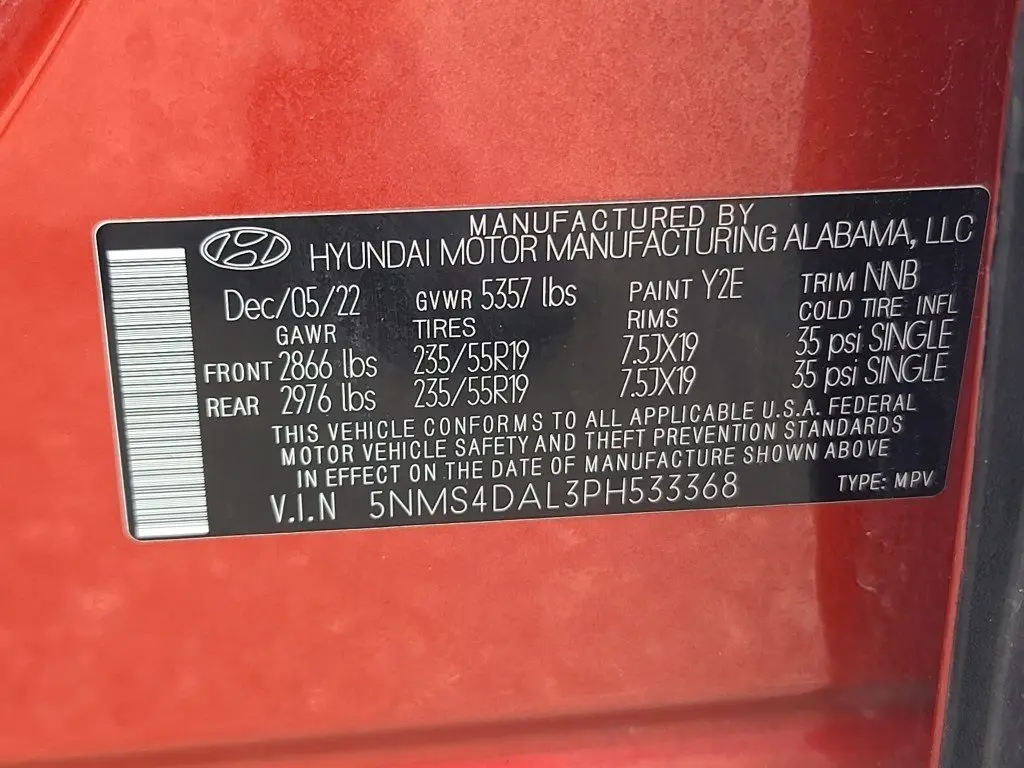 MANUFACTURED BY
HYUNDAI MOTOR MANUFACTURING ALABAMA, LLC
Dec/05/22 GVWR 5357 lbs PAINT Y2E TRIM NNB
GAWR TIRES RIMS COLD TIRE INFL
FRONT 2866 lbs 235/55R19 7.5JX19 35 psi SINGLE
REAR 2976 lbs 235/55R19 7.5JX19 35 psi SINGLE
THIS VEHICLE CONFORMS TO ALL APPLICABLE U.S.A. FEDERAL
MOTOR VEHICLE SAFETY AND THEFT PREVENTION STANDARDS
IN EFFECT ON THE DATE OF MANUFACTURE SHOWN ABOVE
V.I.N 5NMS4DAL3PH533368 TYPE: MPV